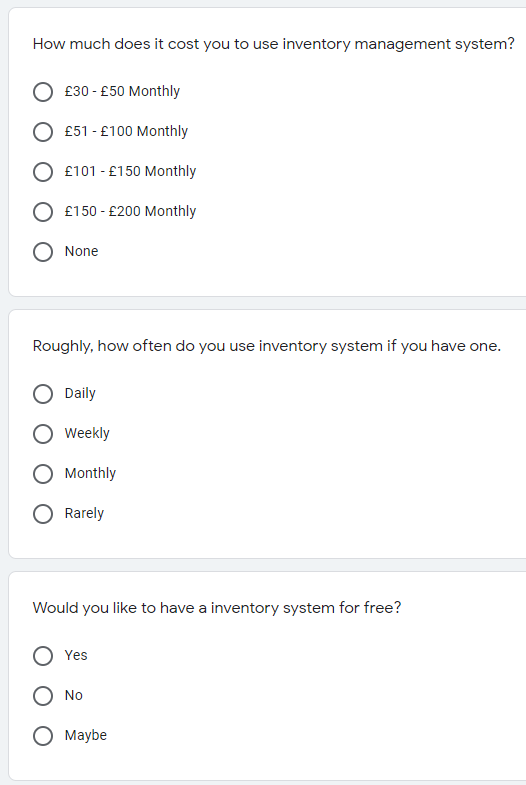 How much does it cost you to use inventory management system?
£30 - £50 Monthly
£51 - £100 Monthly
£101 - £150 Monthly
£150 - £200 Monthly
None
Roughly, how often do you use inventory system if you have one.
Daily
Weekly
Monthly
Rarely
Would you like to have a inventory system for free?
Yes
No
Maybe